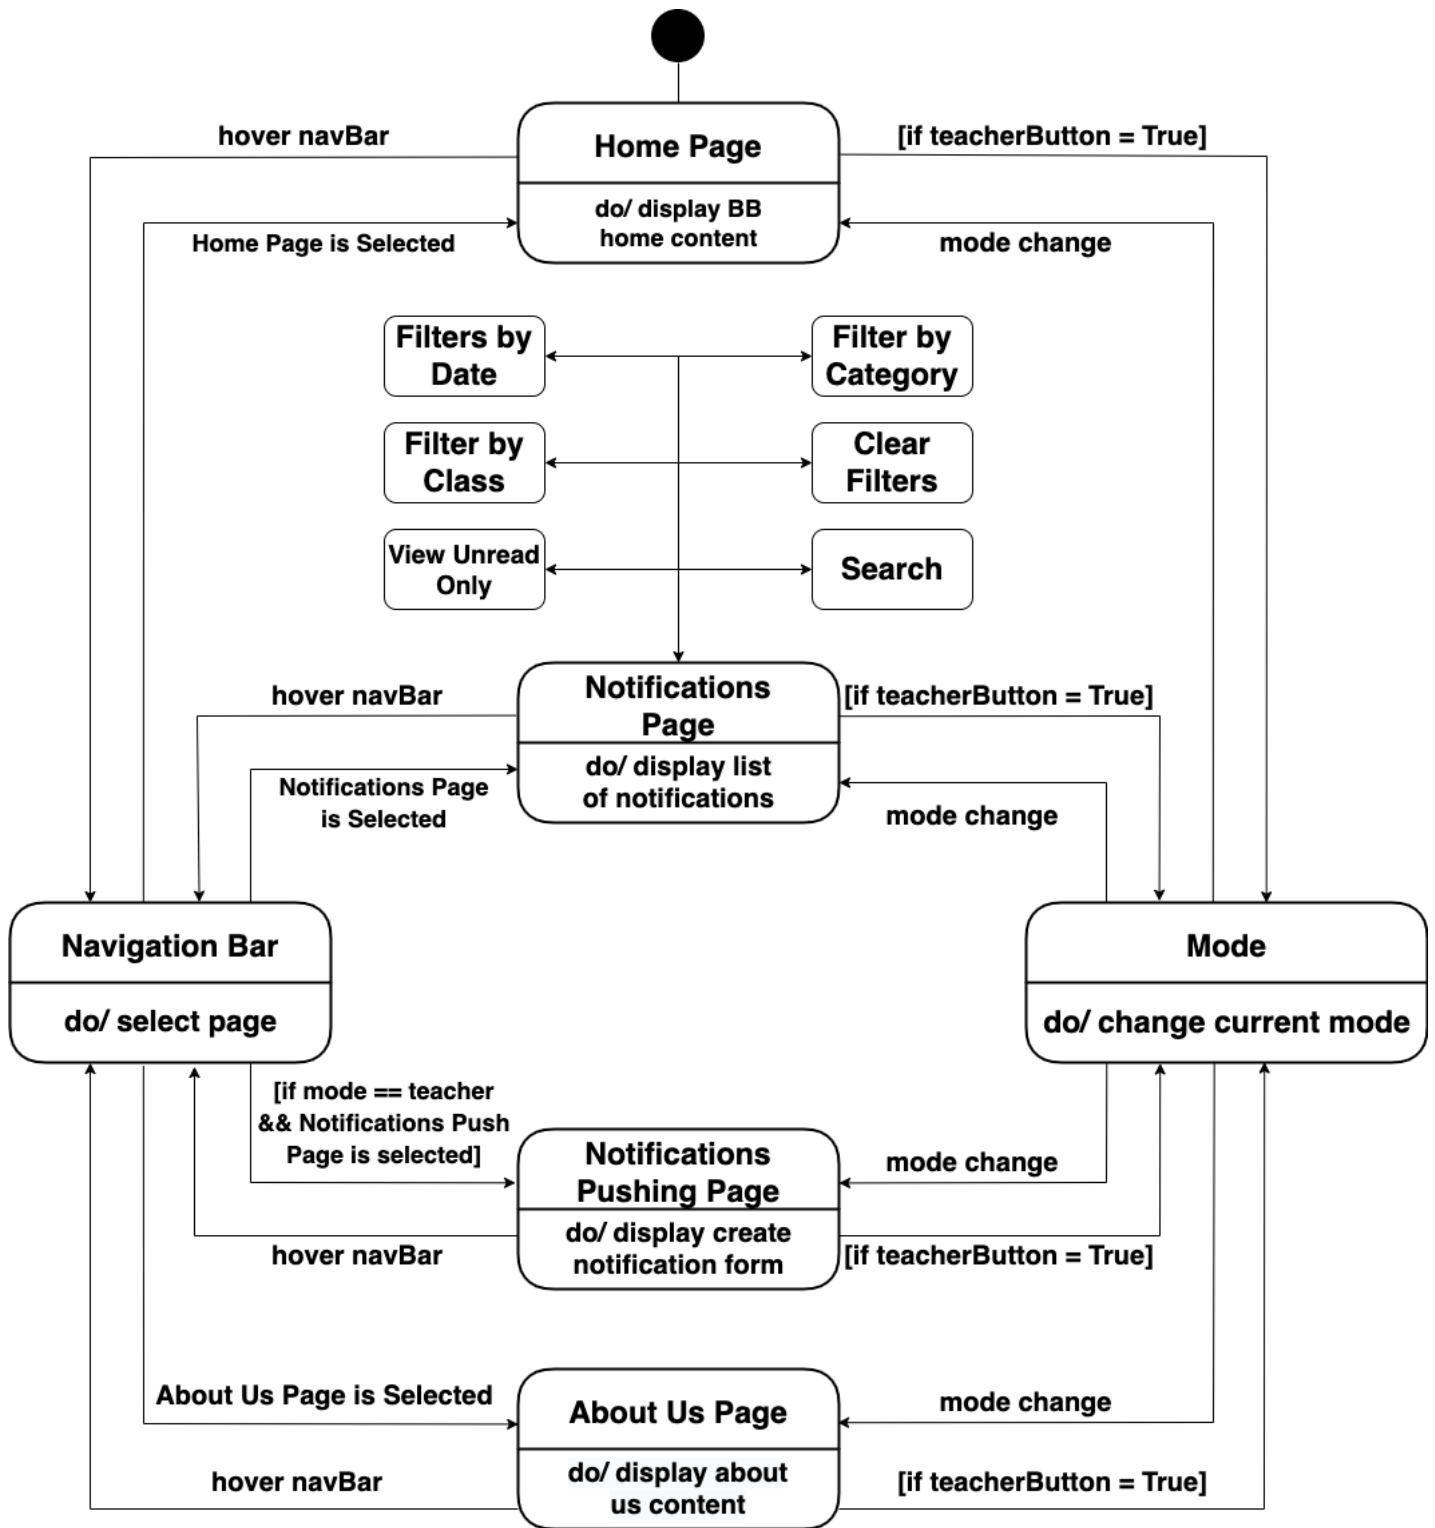 hover navBar
Home Page
[if teacherButton = True]
do/ display BB
home content
Home Page is Selected
mode change
Filters by
Date
Filter by
Category
Filter by
Class
Clear
Filters
View Unread
Only
Search
hover navBar
Notifications
Page
[if teacherButton = True]
do/ display list
of notifications
Notifications Page
is Selected
mode change
Navigation Bar
do/ select page
Mode
do/ change current mode
[if mode == teacher
&& Notifications Push
Page is selected]
Notifications
Pushing Page
mode change
do/ display create
notification form
hover navBar
[if teacherButton = True]
About Us Page is Selected
About Us Page
mode change
do/ display about
us content
hover navBar
[if teacherButton = True]